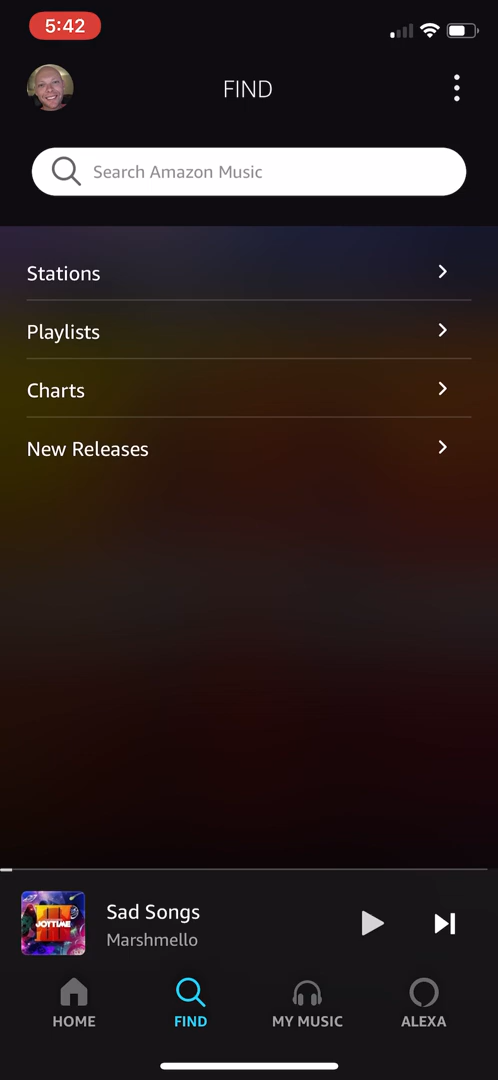 5:42
FIND
Search Amazon Music
Stations
Playlists
Charts
New Releases
JOYTIME
Sad Songs
Marshmello
HOME
FIND
MY MUSIC
ALEXA